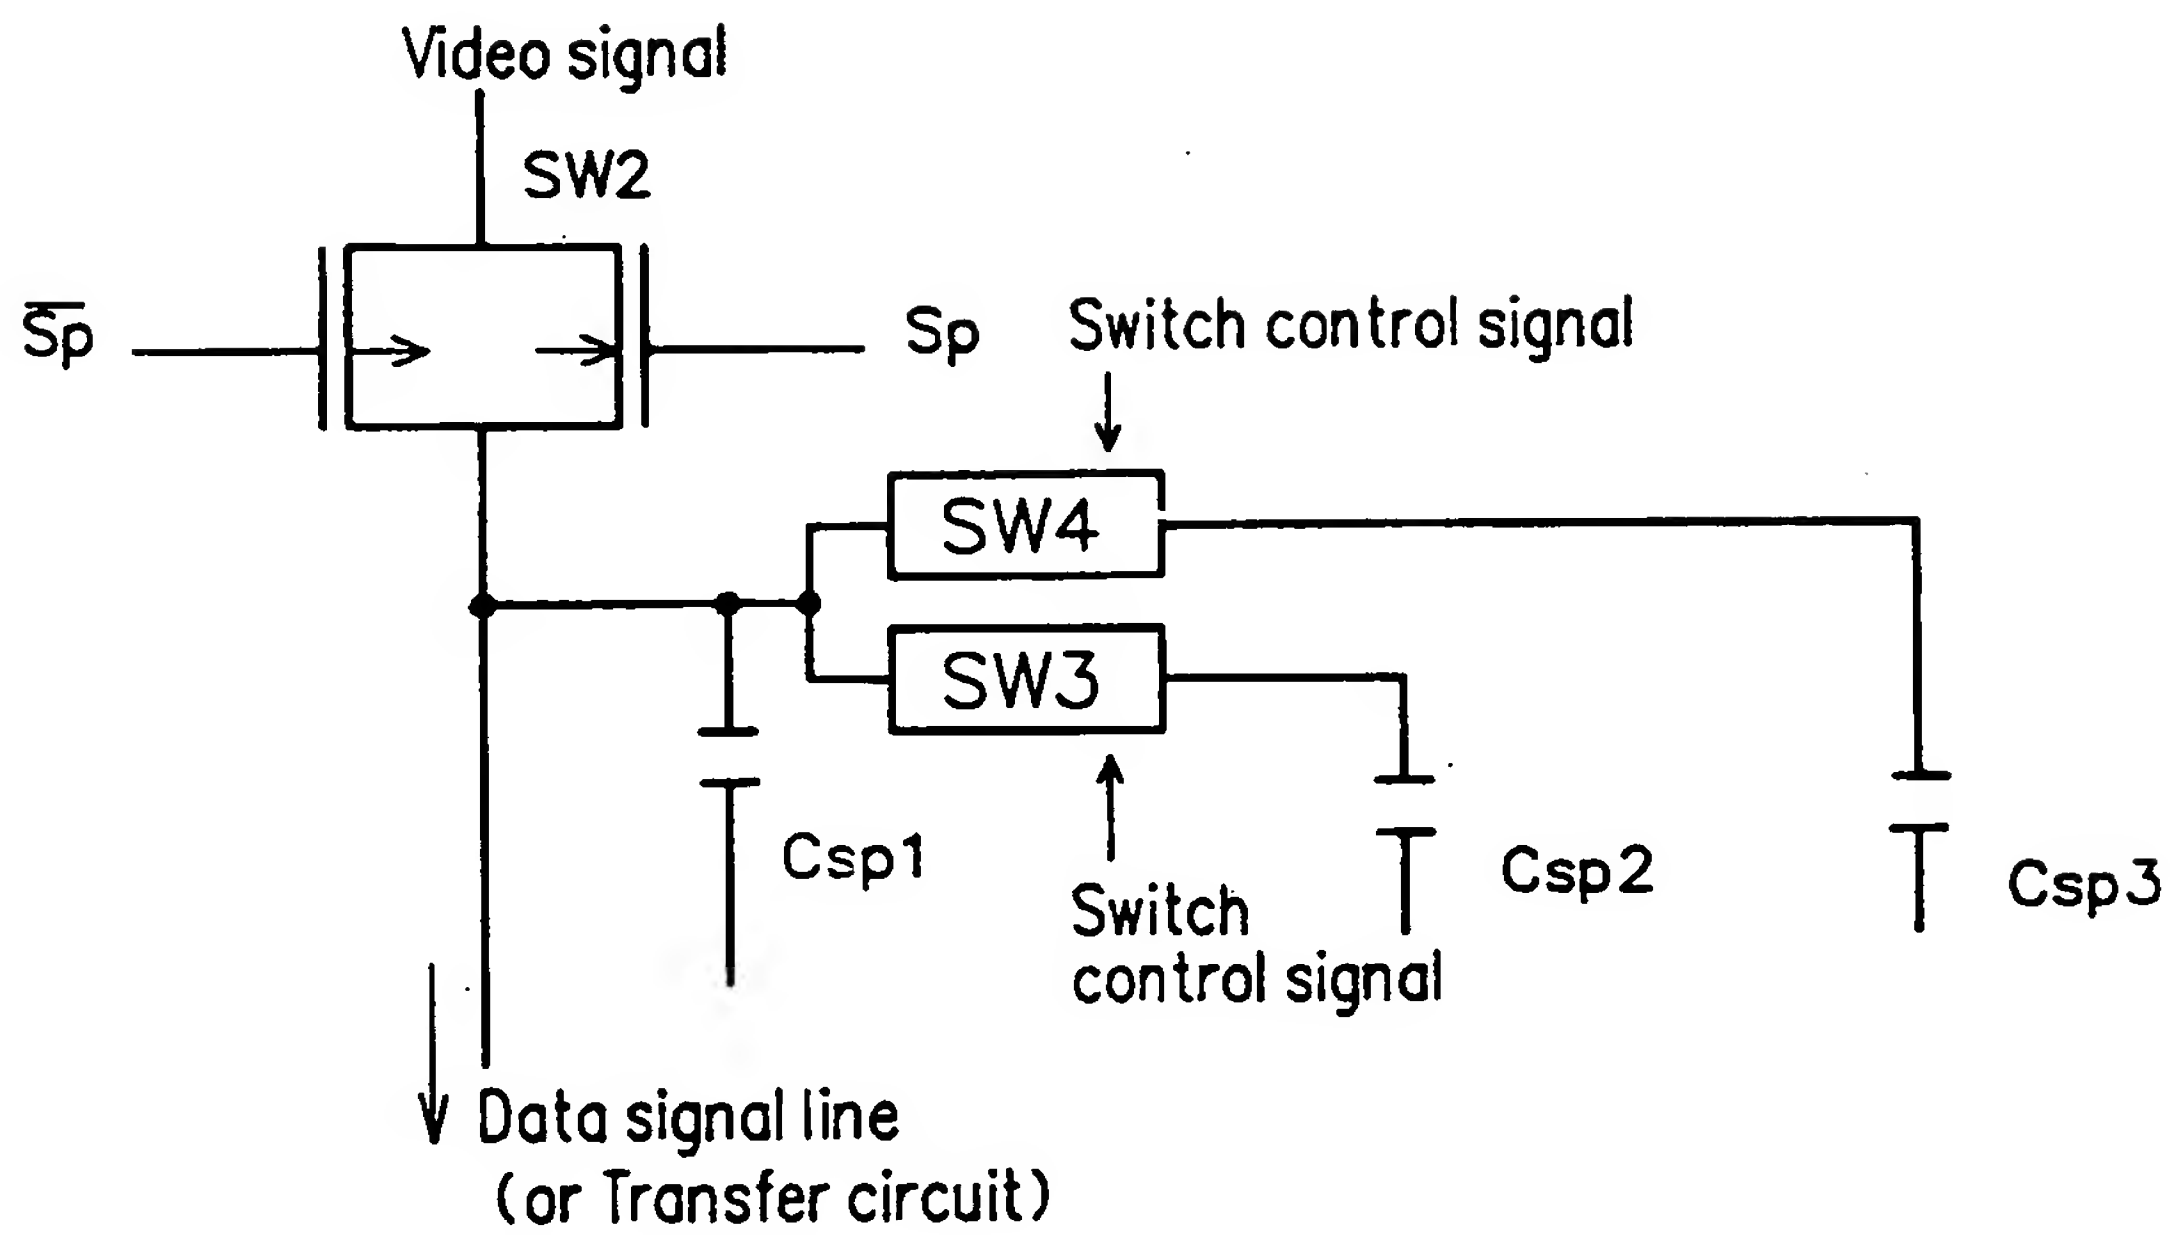 Video signal
SW2
S̅p̅
Sp
Switch control signal
SW4
SW3
Csp1
Csp2
Csp3
Switch
control signal
Data signal line
(or Transfer circuit)